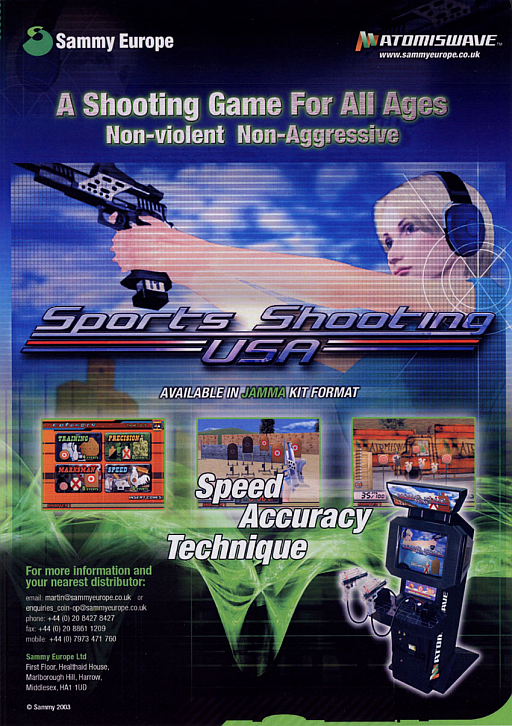 Sammy Europe
ATOMISWAVE™
www.sammyeurope.co.uk
A Shooting Game For All Ages
Non-violent Non-Aggressive
Sports Shooting
USA
AVAILABLE IN JAMMA KIT FORMAT
TRAINING
PRECISION
MARKSMAN
SPEED
INSERT COINS
Speed
Accuracy
Technique
For more information and
your nearest distributor:
email: martin@sammyeurope.co.uk or
enquiries_coin-op@sammyeurope.co.uk
phone: +44 (0) 20 8427 8427
fax: +44 (0) 20 8861 1209
mobile: +44 (0) 7973 471 760
Sammy Europe Ltd
First Floor, Healthaid House,
Marlborough Hill, Harrow,
Middlesex, HA1 1UD
© Sammy 2003